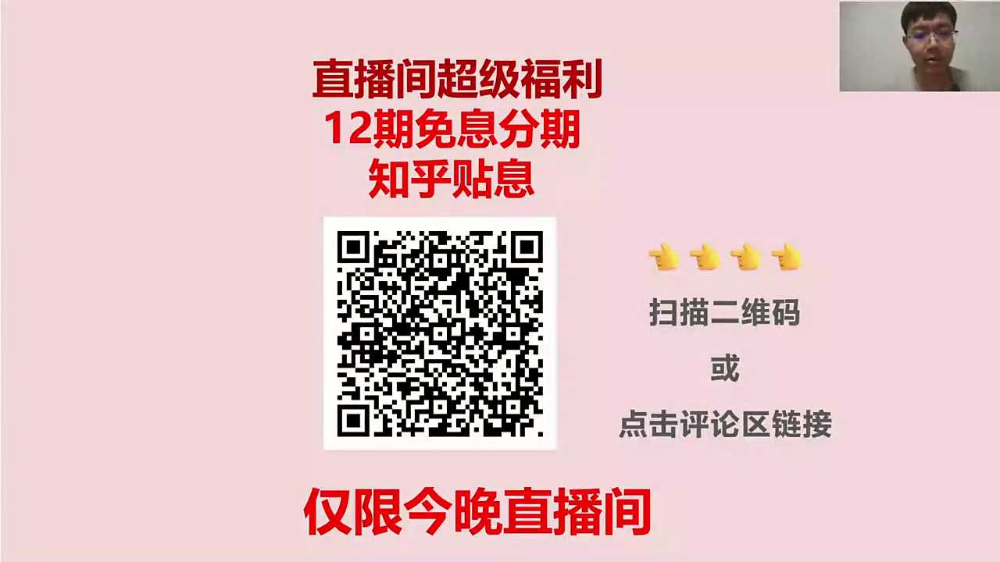 直播间超级福利
12期免息分期
知乎贴息
扫描二维码
或
点击评论区链接
仅限今晚直播间